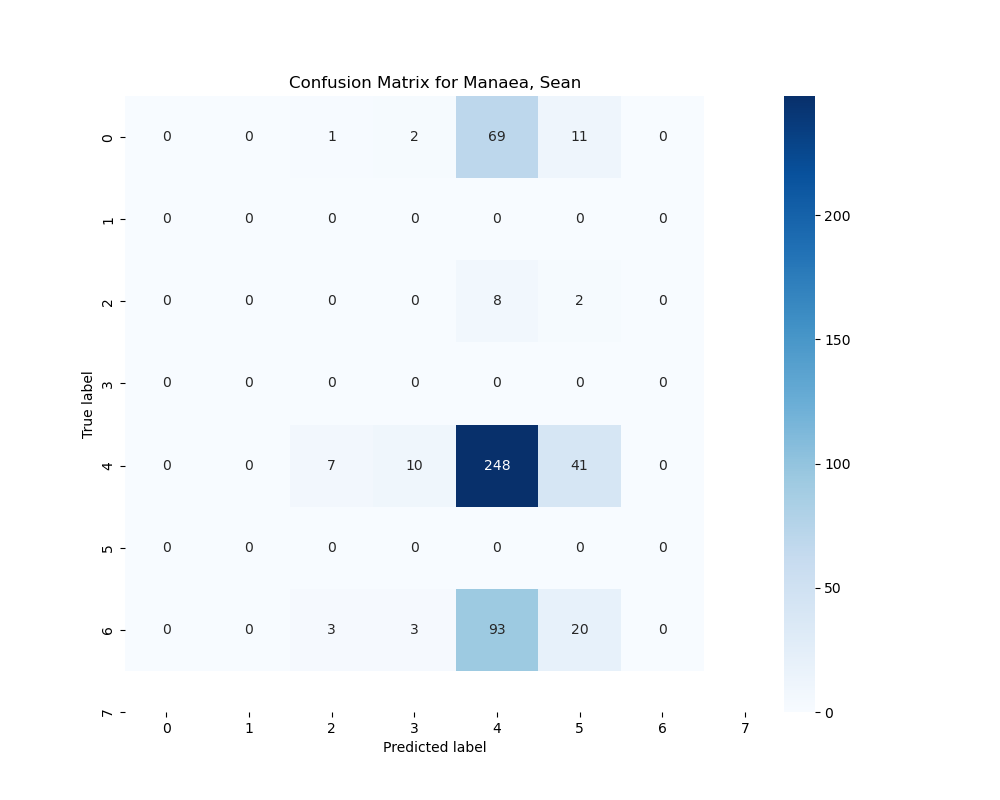 Confusion Matrix for Manaea, Sean
0 0 0 1 2 69 11 0
1 0 0 0 0 0 0 0
2 0 0 0 0 8 2 0
3 0 0 0 0 0 0 0
4 0 0 7 10 248 41 0
5 0 0 0 0 0 0 0
6 0 0 3 3 93 20 0
7
0 1 2 3 4 5 6 7
Predicted label
True label
200
150
100
50
0